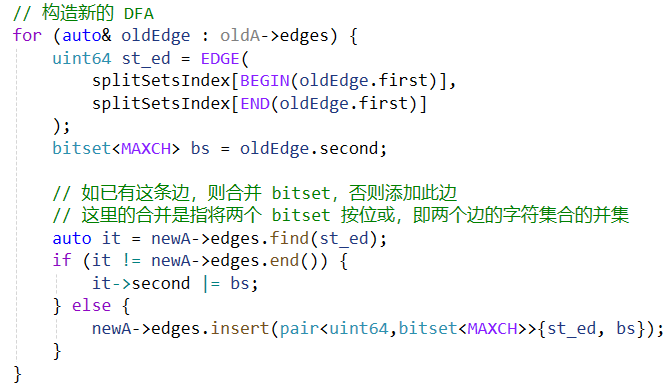 // 构造新的 DFA
for (auto& oldEdge : oldA->edges) {
    uint64 st_ed = EDGE(
        splitSetsIndex[BEGIN(oldEdge.first)],
        splitSetsIndex[END(oldEdge.first)]
    );
    bitset<MAXCH> bs = oldEdge.second;

    // 如已有这条边，则合并 bitset，否则添加此边
    // 这里的合并是指将两个 bitset 按位或，即两个边的字符集合的并集
    auto it = newA->edges.find(st_ed);
    if (it != newA->edges.end()) {
        it->second |= bs;
    } else {
        newA->edges.insert(pair<uint64,bitset<MAXCH>>{st_ed, bs});
    }
}